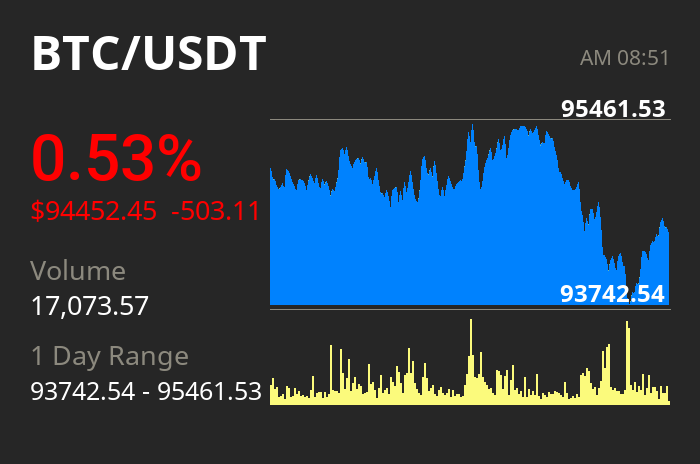 BTC/USDT
AM 08:51
95461.53
0.53%
$94452.45 -503.11
Volume
17,073.57
93742.54
1 Day Range
93742.54 - 95461.53